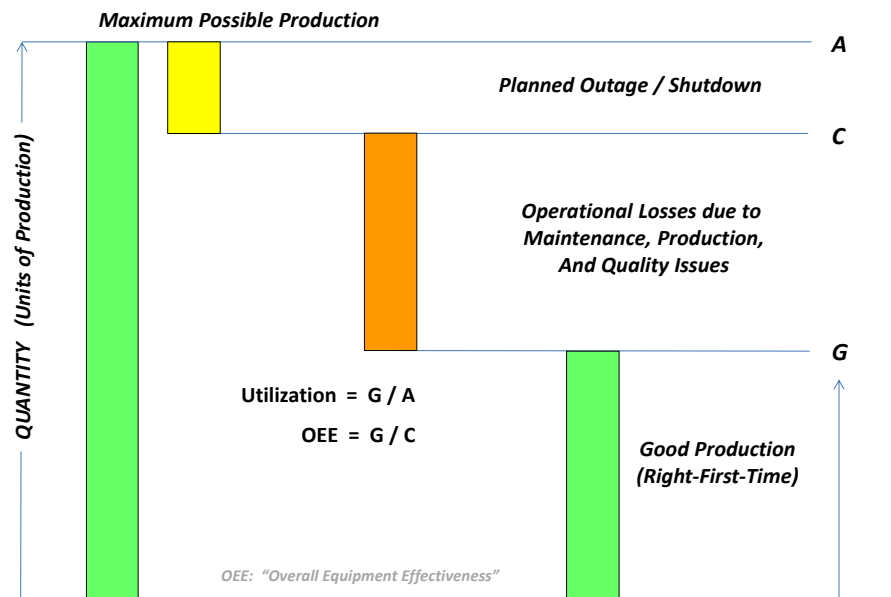 Maximum Possible Production
A
Planned Outage / Shutdown
C
QUANTITY (Units of Production)
Operational Losses due to
Maintenance, Production,
And Quality Issues
G
Utilization = G / A
OEE = G / C
Good Production
(Right-First-Time)
OEE: "Overall Equipment Effectiveness"